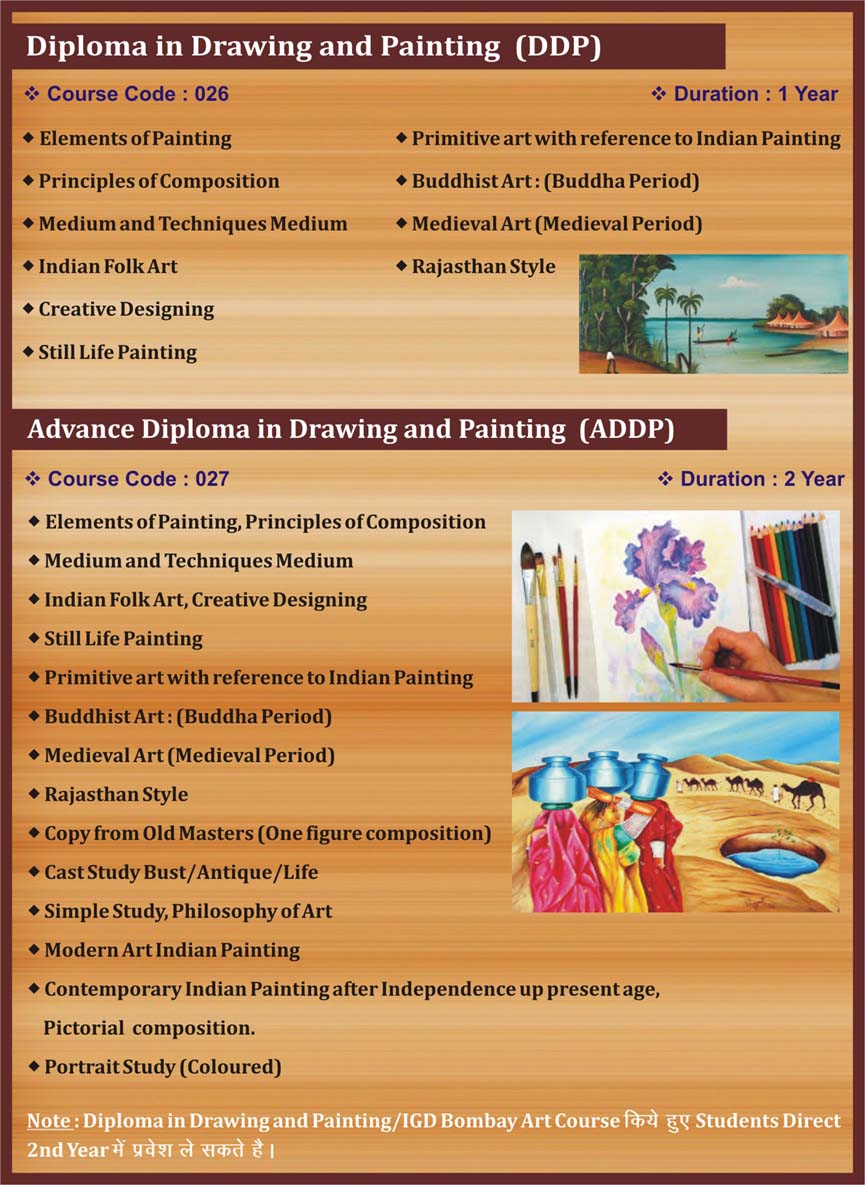 Diploma in Drawing and Painting (DDP)
❖ Course Code : 026
❖ Duration : 1 Year
◆ Elements of Painting
◆ Principles of Composition
◆ Medium and Techniques Medium
◆ Indian Folk Art
◆ Creative Designing
◆ Still Life Painting
◆ Primitive art with reference to Indian Painting
◆ Buddhist Art : (Buddha Period)
◆ Medieval Art (Medieval Period)
◆ Rajasthan Style
Advance Diploma in Drawing and Painting (ADDP)
❖ Course Code : 027
❖ Duration : 2 Year
◆ Elements of Painting, Principles of Composition
◆ Medium and Techniques Medium
◆ Indian Folk Art, Creative Designing
◆ Still Life Painting
◆ Primitive art with reference to Indian Painting
◆ Buddhist Art : (Buddha Period)
◆ Medieval Art (Medieval Period)
◆ Rajasthan Style
◆ Copy from Old Masters (One figure composition)
◆ Cast Study Bust/Antique/Life
◆ Simple Study, Philosophy of Art
◆ Modern Art Indian Painting
◆ Contemporary Indian Painting after Independence up present age,
Pictorial composition.
◆ Portrait Study (Coloured)
Note : Diploma in Drawing and Painting/IGD Bombay Art Course किये हुए Students Direct
2nd Year में प्रवेश ले सकते है ।